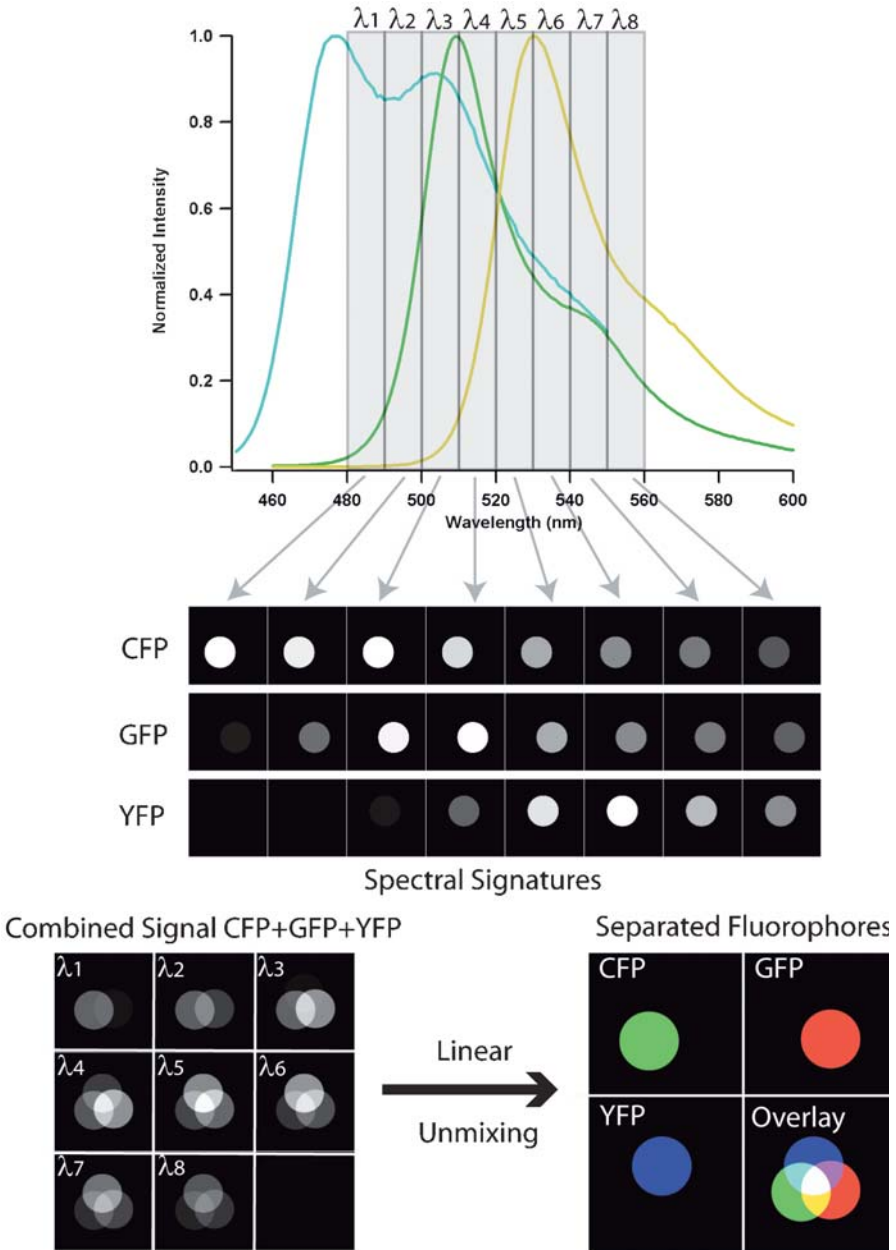 λ1 λ2 λ3 λ4 λ5 λ6 λ7 λ8
1.0
0.8
0.6
0.4
0.2
0.0
Normalized Intensity
460 480 500 520 540 560 580 600
Wavelength (nm)
CFP
GFP
YFP
Spectral Signatures
Combined Signal CFP+GFP+YFP
λ1 λ2 λ3
λ4 λ5 λ6
λ7 λ8
Linear
Unmixing
Separated Fluorophores
CFP GFP
YFP Overlay